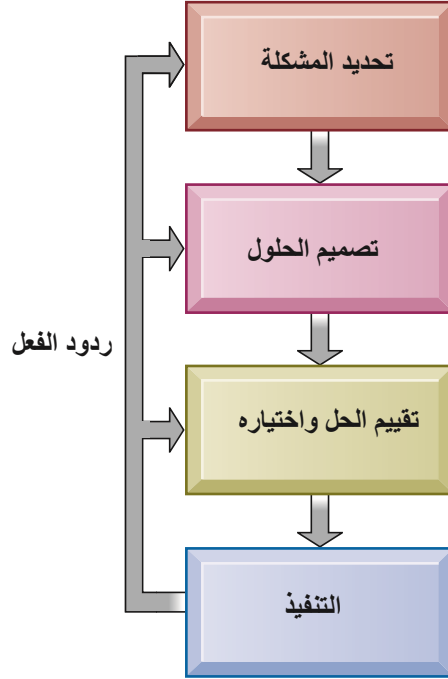 تحديد المشكلة
تصميم الحلول
ردود الفعل
تقييم الحل واختياره
التنفيذ